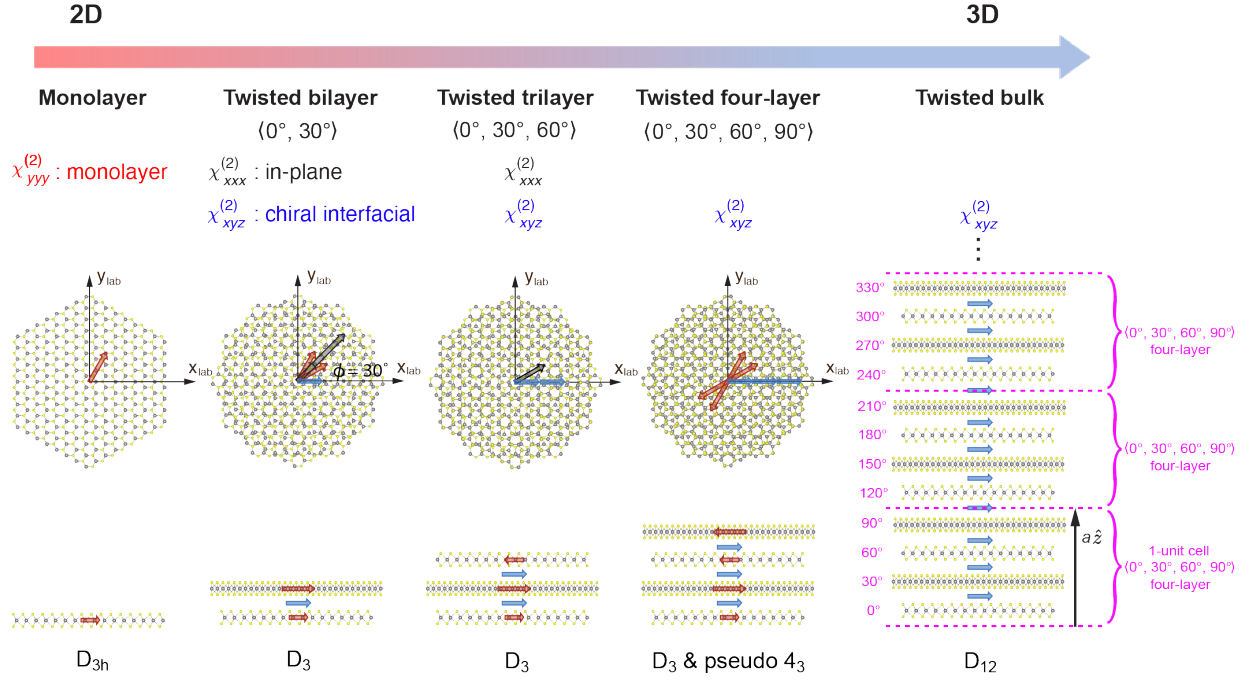 2D
3D
Monolayer
Twisted bilayer
Twisted trilayer
Twisted four-layer
Twisted bulk
⟨0°, 30°⟩
⟨0°, 30°, 60°⟩
⟨0°, 30°, 60°, 90°⟩
χ(2)yyy : monolayer
χ(2)xxx : in-plane
χ(2)xxx
χ(2)xyz : chiral interfacial
χ(2)xyz
χ(2)xyz
χ(2)xyz
⋮
ylab
xlab
ylab
xlab
ϕ = 30°
ylab
xlab
ylab
xlab
330°
300°
270°
240°
⟨0°, 30°, 60°, 90°⟩
four-layer
210°
180°
150°
120°
⟨0°, 30°, 60°, 90°⟩
four-layer
90°
60°
30°
0°
aẑ
1-unit cell
⟨0°, 30°, 60°, 90°⟩
four-layer
D3h
D3
D3
D3 & pseudo 43
D12